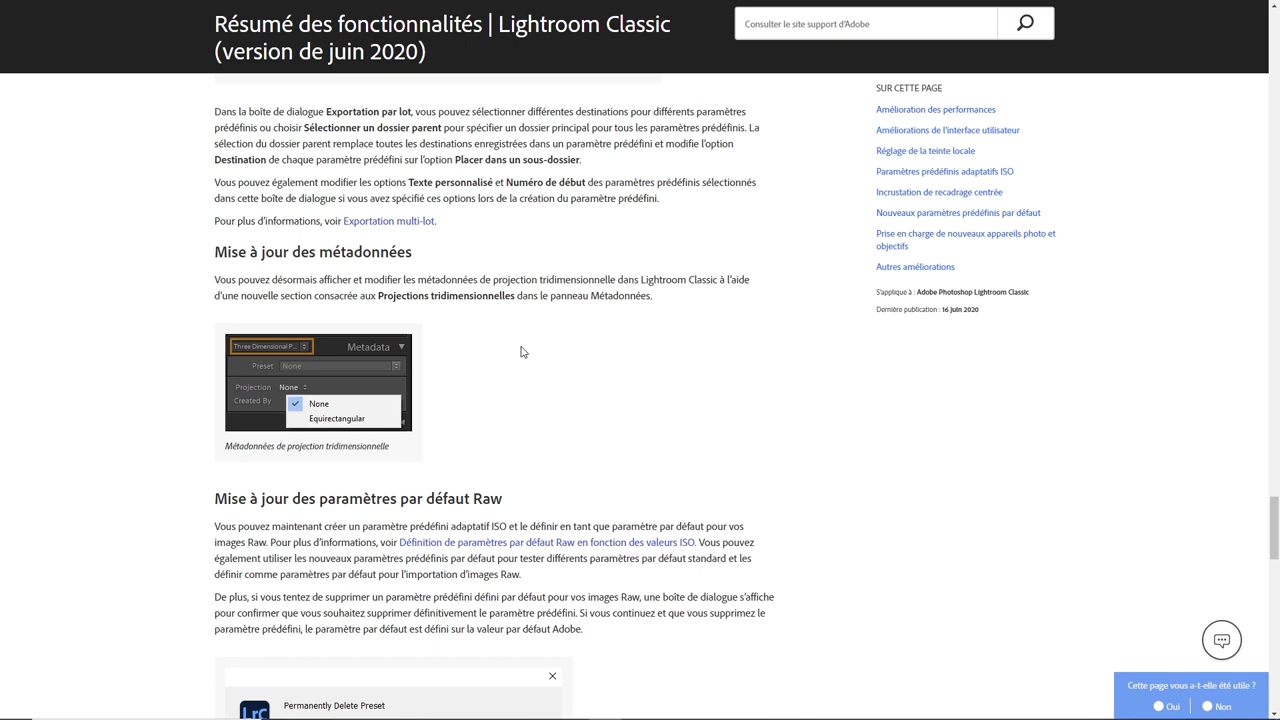 Résumé des fonctionnalités | Lightroom Classic
(version de juin 2020)
Consulter le site support d'Adobe
Dans la boîte de dialogue Exportation par lot, vous pouvez sélectionner différentes destinations pour différents paramètres
prédéfinis ou choisir Sélectionner un dossier parent pour spécifier un dossier principal pour tous les paramètres prédéfinis. La
sélection du dossier parent remplace toutes les destinations enregistrées dans un paramètre prédéfini et modifie l'option
Destination de chaque paramètre prédéfini sur l'option Placer dans un sous-dossier.
Vous pouvez également modifier les options Texte personnalisé et Numéro de début des paramètres prédéfinis sélectionnés
dans cette boîte de dialogue si vous avez spécifié ces options lors de la création du paramètre prédéfini.
Pour plus d'informations, voir Exportation multi-lot.
Mise à jour des métadonnées
Vous pouvez désormais afficher et modifier les métadonnées de projection tridimensionnelle dans Lightroom Classic à l'aide
d'une nouvelle section consacrée aux Projections tridimensionnelles dans le panneau Métadonnées.
Three Dimensional P... Metadata
Preset None
Projection None
Created By
None
Equirectangular
Métadonnées de projection tridimensionnelle
Mise à jour des paramètres par défaut Raw
Vous pouvez maintenant créer un paramètre prédéfini adaptatif ISO et le définir en tant que paramètre par défaut pour vos
images Raw. Pour plus d'informations, voir Définition de paramètres par défaut Raw en fonction des valeurs ISO. Vous pouvez
également utiliser les nouveaux paramètres prédéfinis par défaut pour tester différents paramètres par défaut standard et les
définir comme paramètres par défaut pour l'importation d'images Raw.
De plus, si vous tentez de supprimer un paramètre prédéfini défini par défaut pour vos images Raw, une boîte de dialogue s'affiche
pour confirmer que vous souhaitez supprimer définitivement le paramètre prédéfini. Si vous continuez et que vous supprimez le
paramètre prédéfini, le paramètre par défaut est défini sur la valeur par défaut Adobe.
Lrc
Permanently Delete Preset
SUR CETTE PAGE
Amélioration des performances
Améliorations de l'interface utilisateur
Réglage de la teinte locale
Paramètres prédéfinis adaptatifs ISO
Incrustation de recadrage centrée
Nouveaux paramètres prédéfinis par défaut
Prise en charge de nouveaux appareils photo et
objectifs
Autres améliorations
S'applique à : Adobe Photoshop Lightroom Classic
Dernière publication : 16 juin 2020
Cette page vous a-t-elle été utile ?
Oui Non